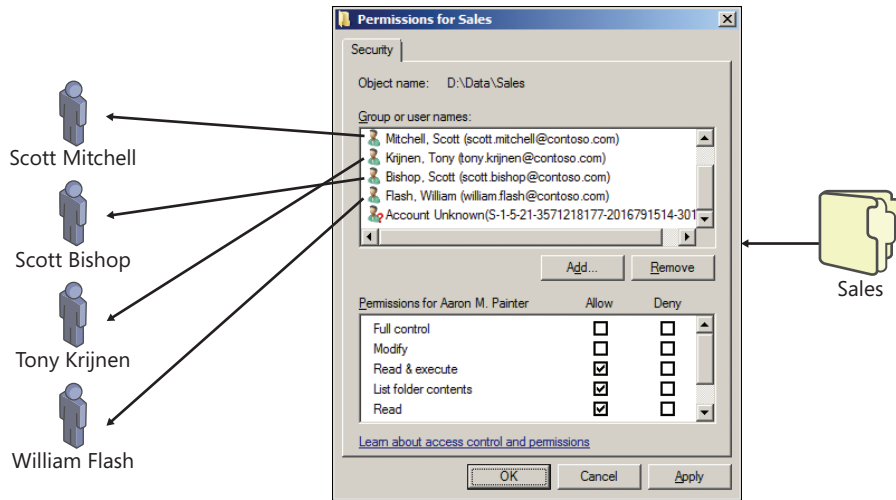 Permissions for Sales
Security
Object name: D:\Data\Sales
Group or user names:
Mitchell, Scott (scott.mitchell@contoso.com)
Krijnen, Tony (tony.krijnen@contoso.com)
Bishop, Scott (scott.bishop@contoso.com)
Flash, William (william.flash@contoso.com)
Account Unknown(S-1-5-21-3571218177-2016791514-301
Add... Remove
Permissions for Aaron M. Painter Allow Deny
Full control
Modify
Read & execute
List folder contents
Read
Learn about access control and permissions
OK Cancel Apply
Scott Mitchell
Scott Bishop
Tony Krijnen
William Flash
Sales